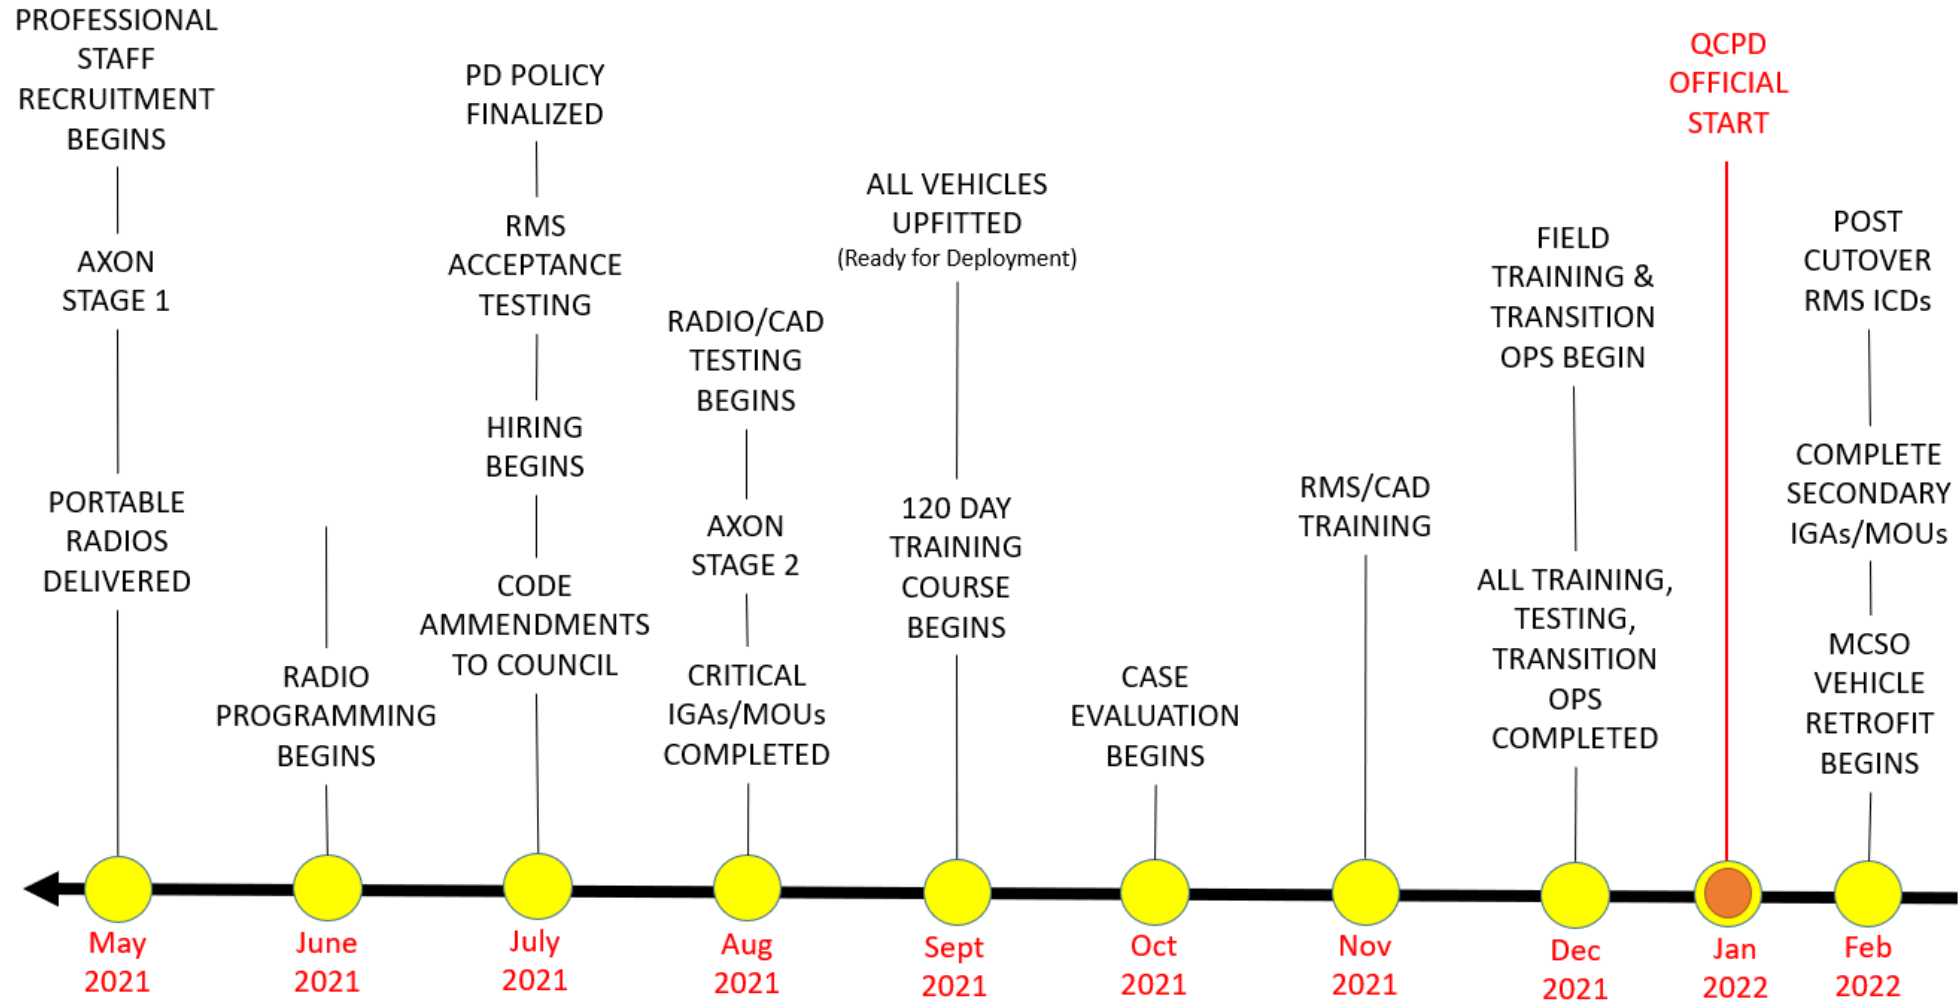 PROFESSIONAL
STAFF
RECRUITMENT
BEGINS
AXON
STAGE 1
PORTABLE
RADIOS
DELIVERED
RADIO
PROGRAMMING
BEGINS
PD POLICY
FINALIZED
RMS
ACCEPTANCE
TESTING
HIRING
BEGINS
CODE
AMMENDMENTS
TO COUNCIL
RADIO/CAD
TESTING
BEGINS
AXON
STAGE 2
CRITICAL
IGAs/MOUs
COMPLETED
ALL VEHICLES
UPFITTED
(Ready for Deployment)
120 DAY
TRAINING
COURSE
BEGINS
CASE
EVALUATION
BEGINS
RMS/CAD
TRAINING
FIELD
TRAINING &
TRANSITION
OPS BEGIN
ALL TRAINING,
TESTING,
TRANSITION
OPS
COMPLETED
QCPD
OFFICIAL
START
POST
CUTOVER
RMS ICDs
COMPLETE
SECONDARY
IGAs/MOUs
MCSO
VEHICLE
RETROFIT
BEGINS
May
2021
June
2021
July
2021
Aug
2021
Sept
2021
Oct
2021
Nov
2021
Dec
2021
Jan
2022
Feb
2022